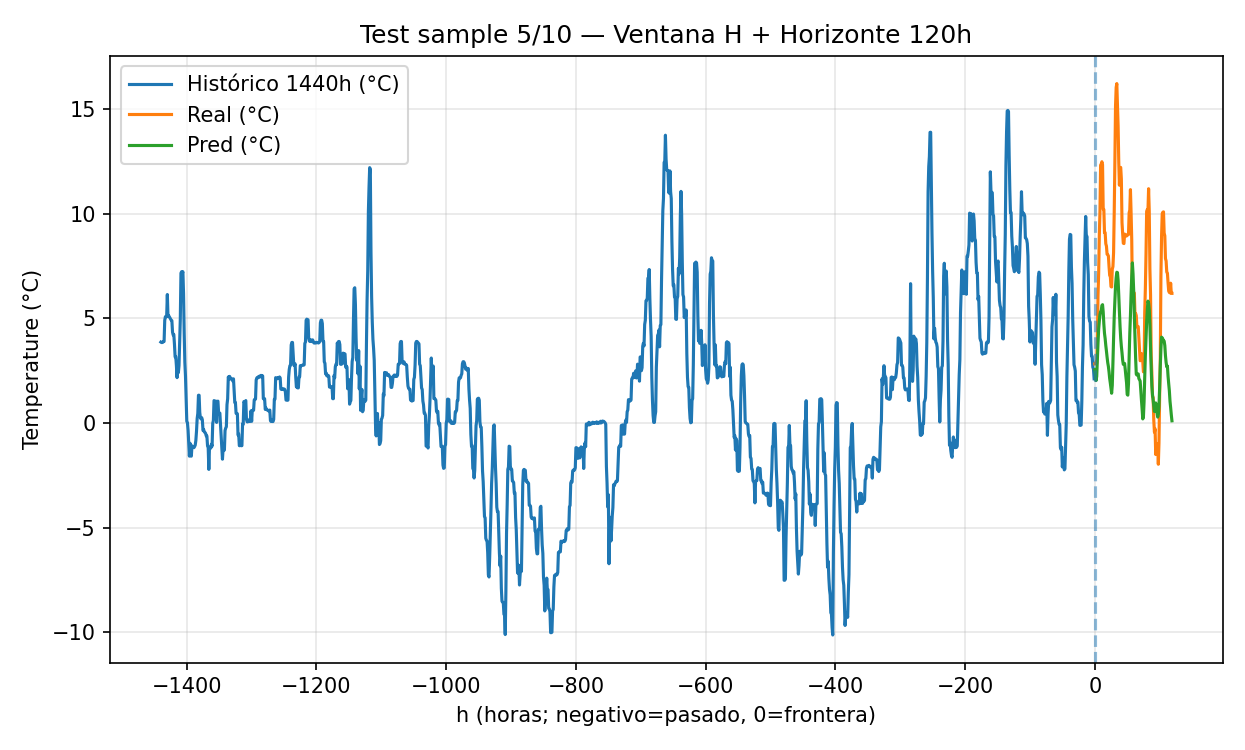 Test sample 5/10 — Ventana H + Horizonte 120h
Histórico 1440h (°C)
Real (°C)
Pred (°C)
Temperature (°C)
15
10
5
0
−5
−10
−1400 −1200 −1000 −800 −600 −400 −200 0
h (horas; negativo=pasado, 0=frontera)